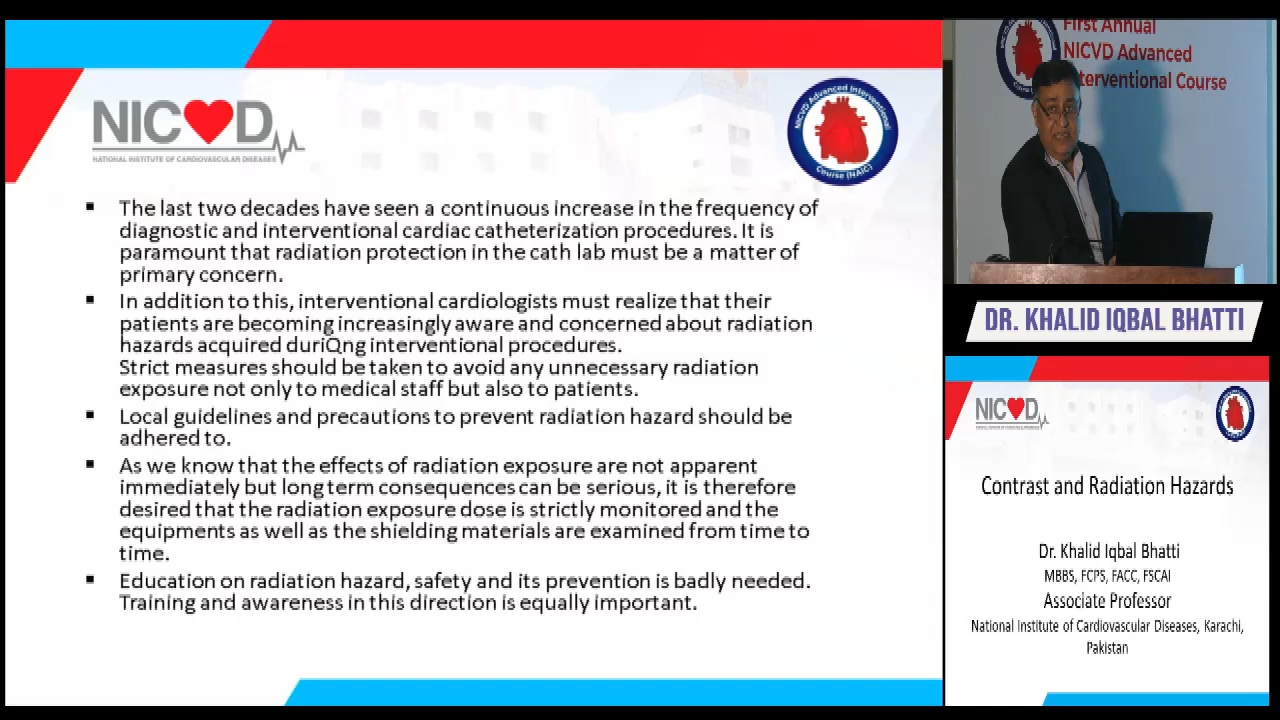 NICVD
NATIONAL INSTITUTE OF CARDIOVASCULAR DISEASES
NICVD Advanced Interventional
Course (NAIC)
The last two decades have seen a continuous increase in the frequency of
diagnostic and interventional cardiac catheterization procedures. It is
paramount that radiation protection in the cath lab must be a matter of
primary concern.
In addition to this, interventional cardiologists must realize that their
patients are becoming increasingly aware and concerned about radiation
hazards acquired duriQng interventional procedures.
Strict measures should be taken to avoid any unnecessary radiation
exposure not only to medical staff but also to patients.
Local guidelines and precautions to prevent radiation hazard should be
adhered to.
As we know that the effects of radiation exposure are not apparent
immediately but long term consequences can be serious, it is therefore
desired that the radiation exposure dose is strictly monitored and the
equipments as well as the shielding materials are examined from time to
time.
Education on radiation hazard, safety and its prevention is badly needed.
Training and awareness in this direction is equally important.
First Annual
NICVD Advanced
terventional Course
DR. KHALID IQBAL BHATTI
NICVD
Contrast and Radiation Hazards
Dr. Khalid Iqbal Bhatti
MBBS, FCPS, FACC, FSCAI
Associate Professor
National Institute of Cardiovascular Diseases, Karachi,
Pakistan